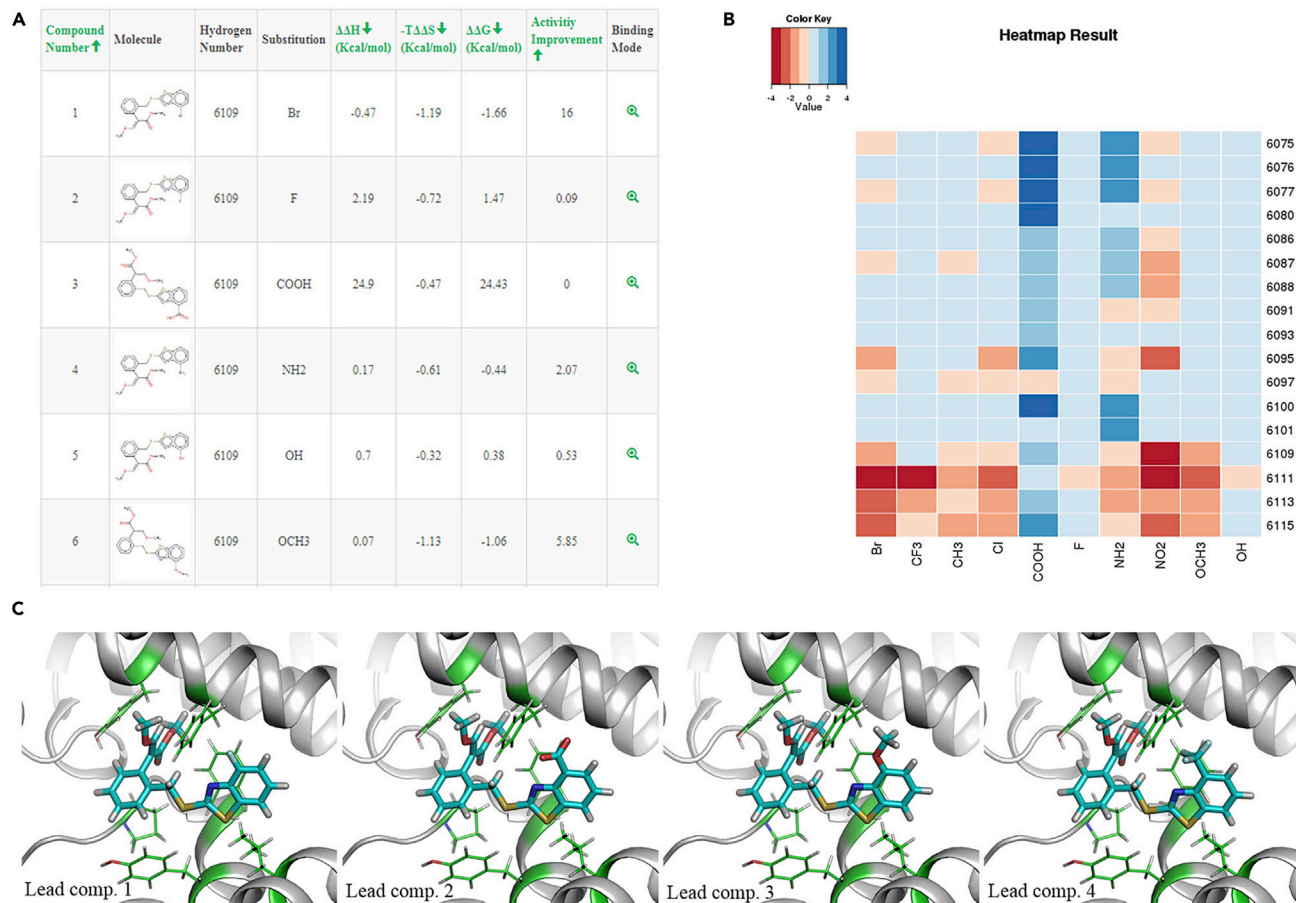 A
Compound Number↑ Molecule Hydrogen Number Substitution ΔΔH↓ (Kcal/mol) -TΔΔS↓ (Kcal/mol) ΔΔG↓ (Kcal/mol) Activitiy Improvement ↑ Binding Mode
1 6109 Br -0.47 -1.19 -1.66 16
2 6109 F 2.19 -0.72 1.47 0.09
3 6109 COOH 24.9 -0.47 24.43 0
4 6109 NH2 0.17 -0.61 -0.44 2.07
5 6109 OH 0.7 -0.32 0.38 0.53
6 6109 OCH3 0.07 -1.13 -1.06 5.85
B
Color Key
-4 -2 0 2 4
Value
Heatmap Result
6075
6076
6077
6080
6086
6087
6088
6091
6093
6095
6097
6100
6101
6109
6111
6113
6115
Br CF3 CH3 Cl COOH F NH2 NO2 OCH3 OH
C
Lead comp. 1 Lead comp. 2 Lead comp. 3 Lead comp. 4